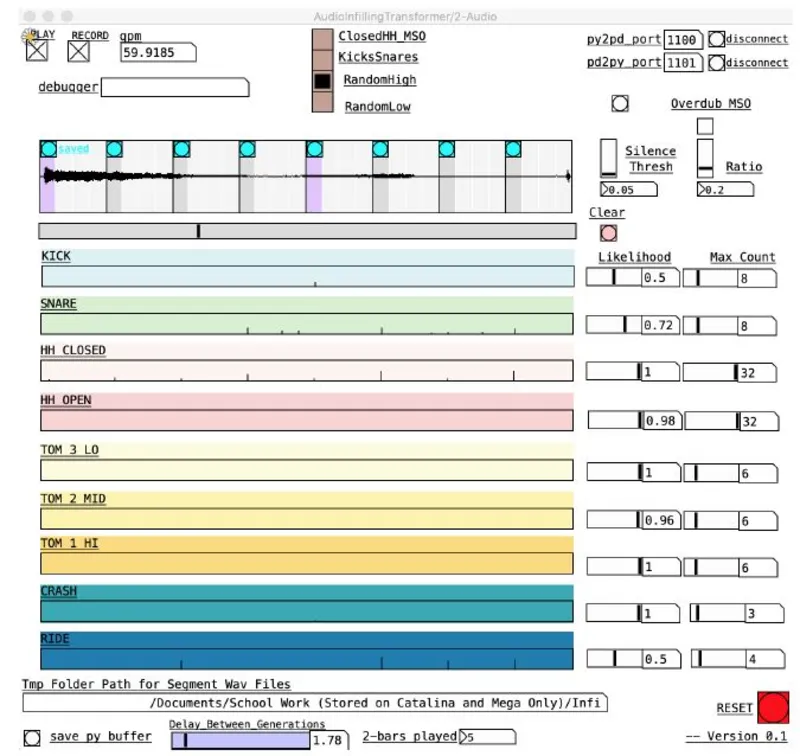 AudioInfillingTransformer/2-Audio
PLAY RECORD qpm
59.9185
debugger
ClosedHH_MSO
KicksSnares
RandomHigh
RandomLow
py2pd_port 1100 disconnect
pd2py_port 1101 disconnect
Overdub MSO
saved
Silence Thresh
0.05
Ratio
0.2
Clear
Likelihood Max Count
KICK
0.5 8
SNARE
0.72 8
HH CLOSED
1 32
HH OPEN
0.98 32
TOM 3 LO
1 6
TOM 2 MID
0.96 6
TOM 1 HI
1 6
CRASH
1 3
RIDE
0.5 4
Tmp Folder Path for Segment Wav Files
/Documents/School Work (Stored on Catalina and Mega Only)/Infi
RESET
save py buffer
Delay_Between_Generations
1.78
2-bars played 5
-- Version 0.1